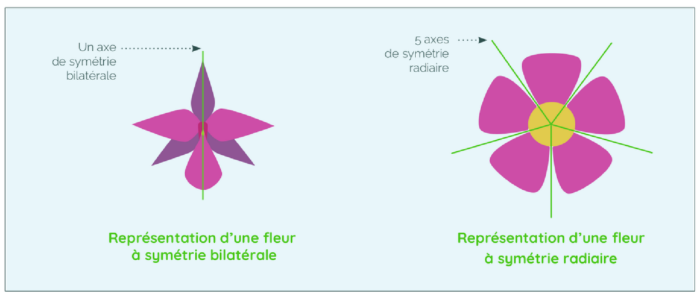 Un axe
de symétrie
bilatérale
5 axes
de symétrie
radiaire
Représentation d'une fleur
à symétrie bilatérale
Représentation d'une fleur
à symétrie radiaire